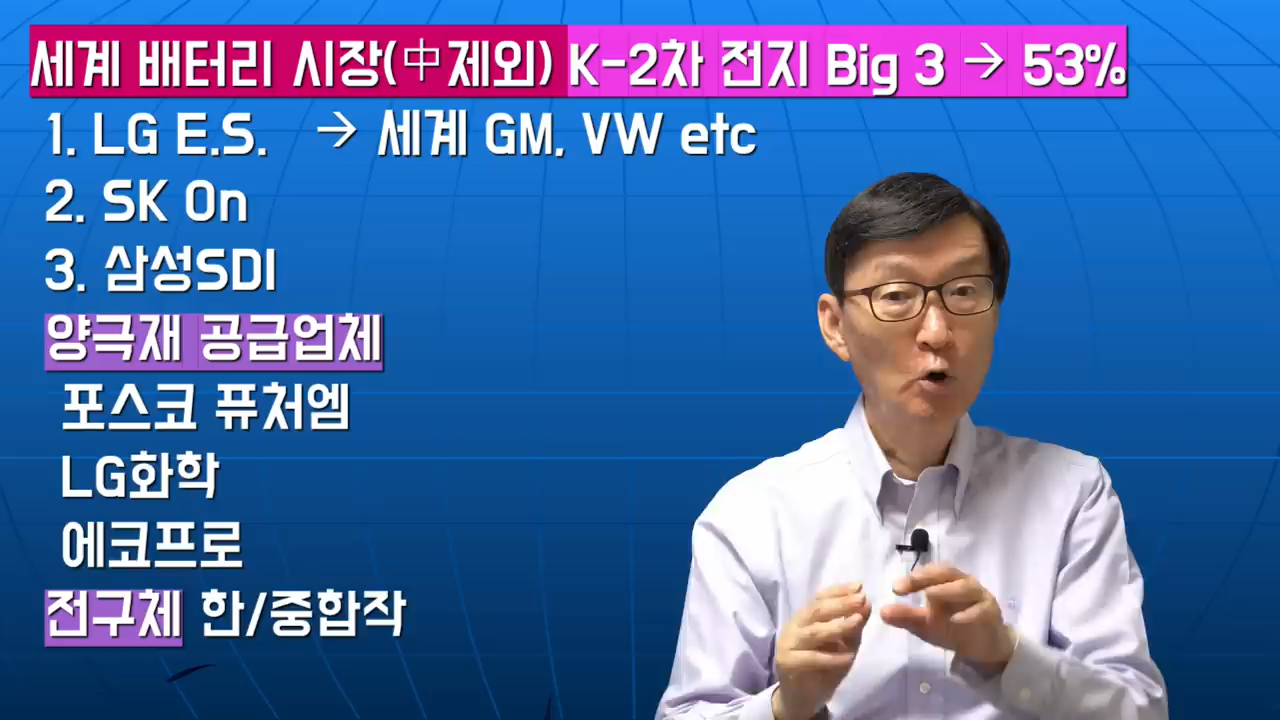 세계 배터리 시장(中제외) K-2차 전지 Big 3 → 53%
1. LG E.S. → 세계 GM, VW etc
2. SK On
3. 삼성SDI
양극재 공급업체
포스코 퓨처엠
LG화학
에코프로
전구체 한/중합작